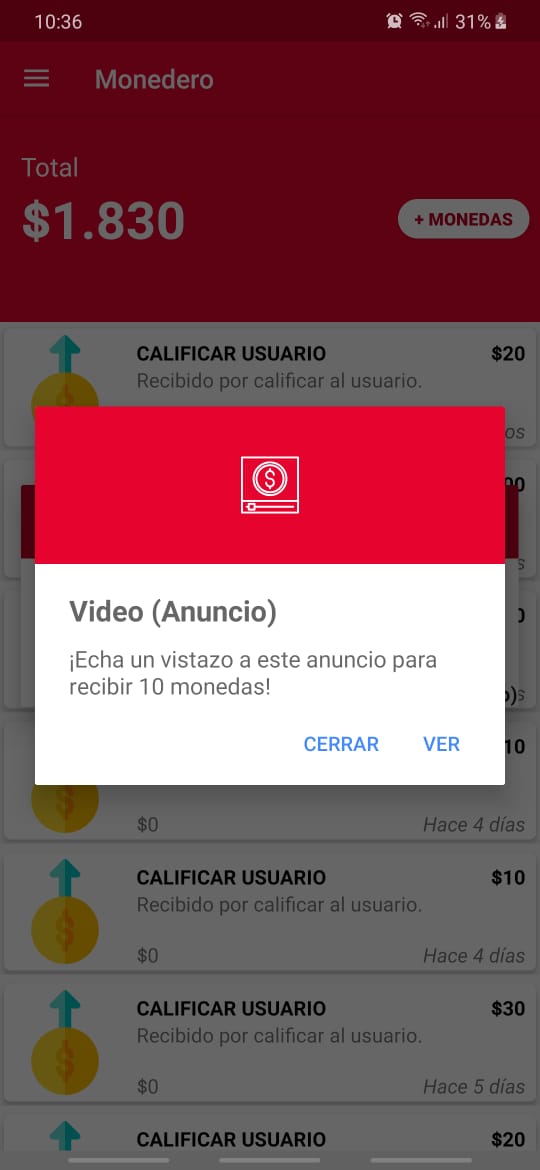 10:36
31%
Monedero
Total
$1.830
+ MONEDAS
CALIFICAR USUARIO
$20
Recibido por calificar al usuario.
Video (Anuncio)
¡Echa un vistazo a este anuncio para
recibir 10 monedas!
CERRAR
VER
$0
Hace 4 días
CALIFICAR USUARIO
$10
Recibido por calificar al usuario.
$0
Hace 4 días
CALIFICAR USUARIO
$30
Recibido por calificar al usuario.
$0
Hace 5 días
CALIFICAR USUARIO
$20